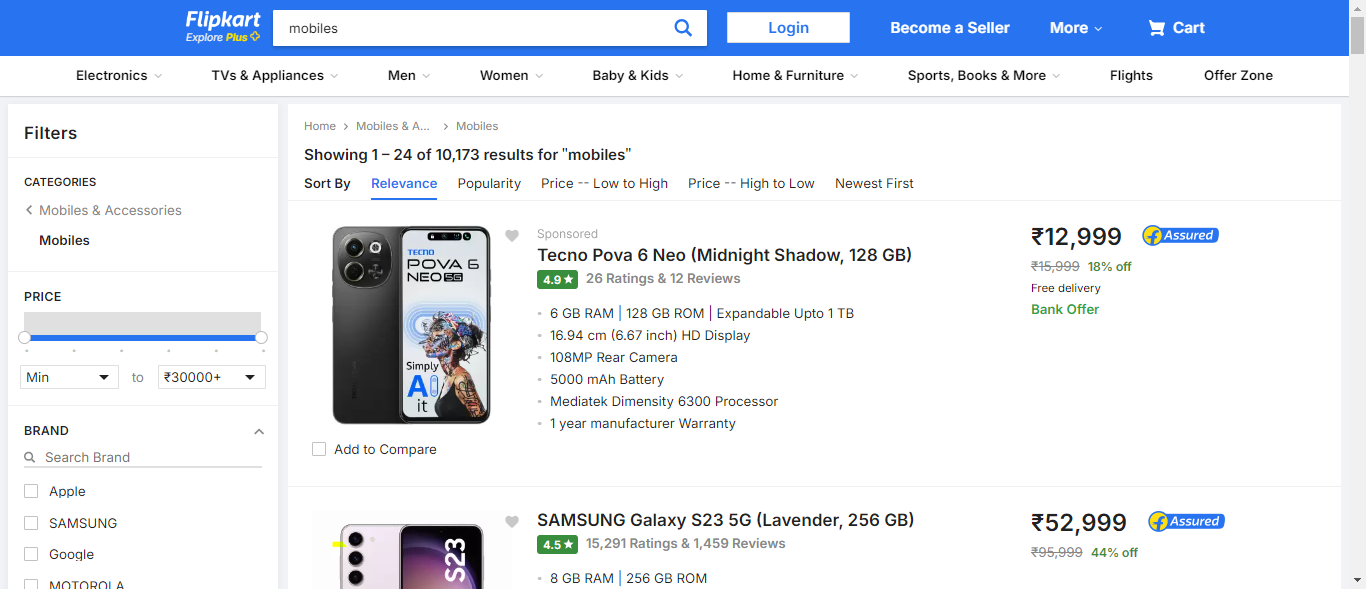 Flipkart
Explore Plus
mobiles
Login
Become a Seller
More
Cart
Electronics
TVs & Appliances
Men
Women
Baby & Kids
Home & Furniture
Sports, Books & More
Flights
Offer Zone
Filters
CATEGORIES
Mobiles & Accessories
Mobiles
PRICE
Min
to
₹30000+
BRAND
Search Brand
Apple
SAMSUNG
Google
MOTOROLA
Home
Mobiles & A...
Mobiles
Showing 1 – 24 of 10,173 results for "mobiles"
Sort By
Relevance
Popularity
Price -- Low to High
Price -- High to Low
Newest First
TECNO
POVA 6
NEO 5G
Simply
AI
it
Add to Compare
Sponsored
Tecno Pova 6 Neo (Midnight Shadow, 128 GB)
4.9★ 26 Ratings & 12 Reviews
6 GB RAM | 128 GB ROM | Expandable Upto 1 TB
16.94 cm (6.67 inch) HD Display
108MP Rear Camera
5000 mAh Battery
Mediatek Dimensity 6300 Processor
1 year manufacturer Warranty
₹12,999
Assured
₹15,999 18% off
Free delivery
Bank Offer
S23
SAMSUNG Galaxy S23 5G (Lavender, 256 GB)
4.5★ 15,291 Ratings & 1,459 Reviews
8 GB RAM | 256 GB ROM
₹52,999
Assured
₹95,999 44% off